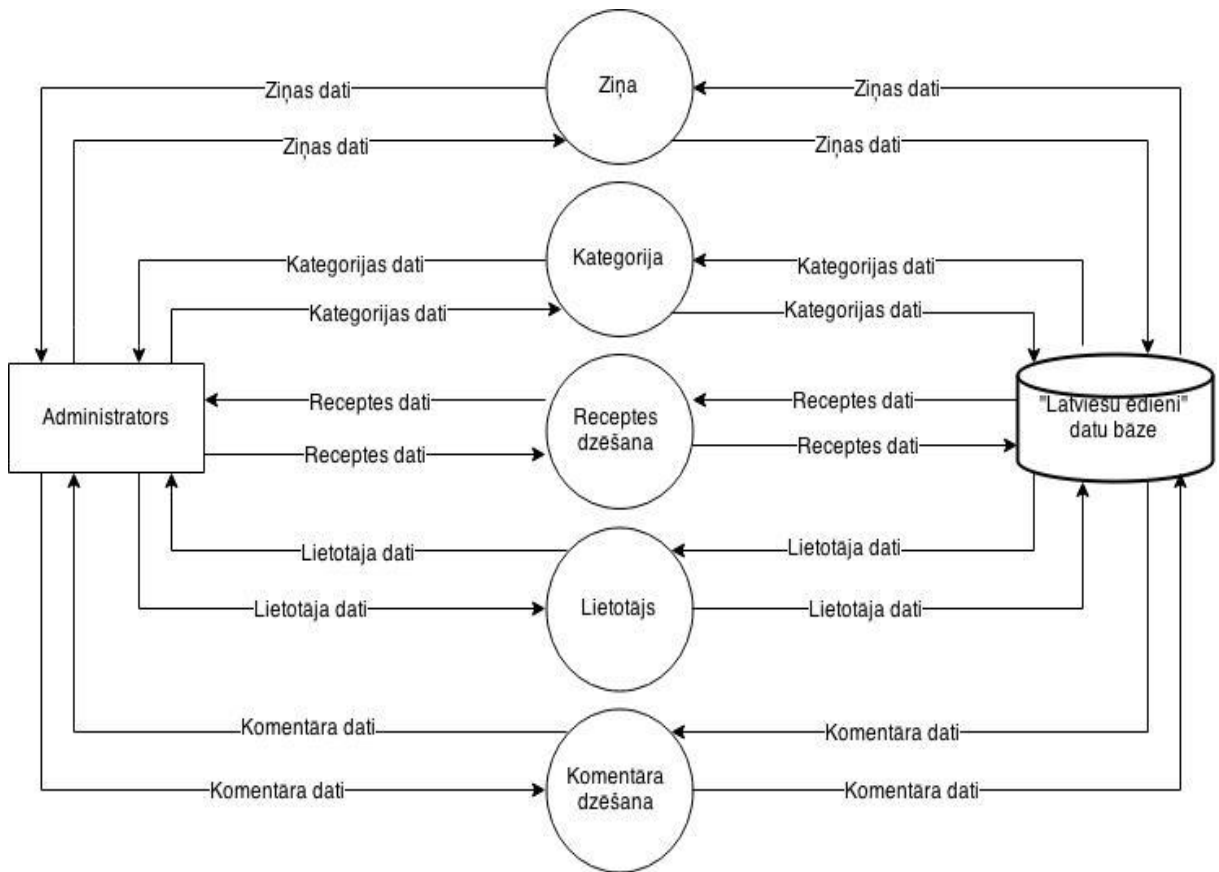 Ziņa
Ziņas dati
Ziņas dati
Ziņas dati
Ziņas dati
Kategorija
Kategorijas dati
Kategorijas dati
Kategorijas dati
Kategorijas dati
Administrators
Receptes dati
Receptes
dzēšana
Receptes dati
"Latviešu ēdieni"
datu bāze
Receptes dati
Receptes dati
Lietotāja dati
Lietotāja dati
Lietotāja dati
Lietotājs
Lietotāja dati
Komentāra dati
Komentāra dati
Komentāra dati
Komentāra
dzēšana
Komentāra dati